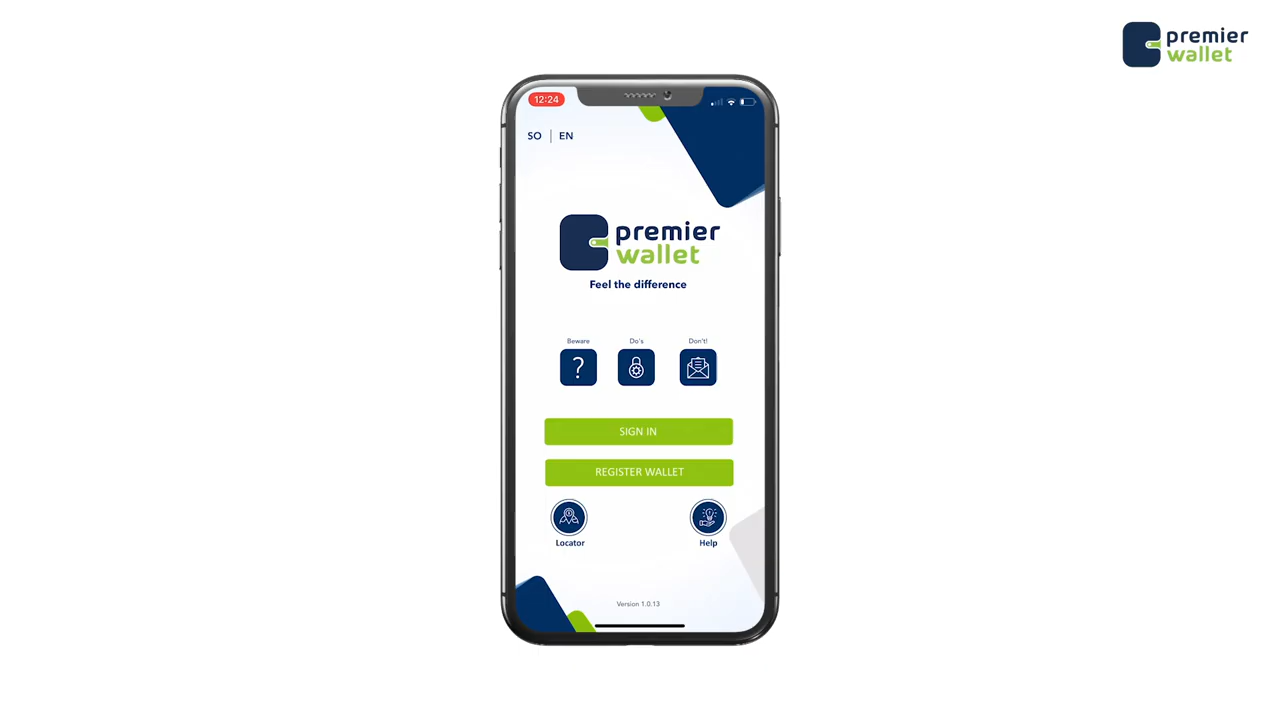 premier
wallet
12:24
SO | EN
premier
wallet
Feel the difference
Beware
Do's
Don't!
SIGN IN
REGISTER WALLET
Locator
Help
Version 1.0.13